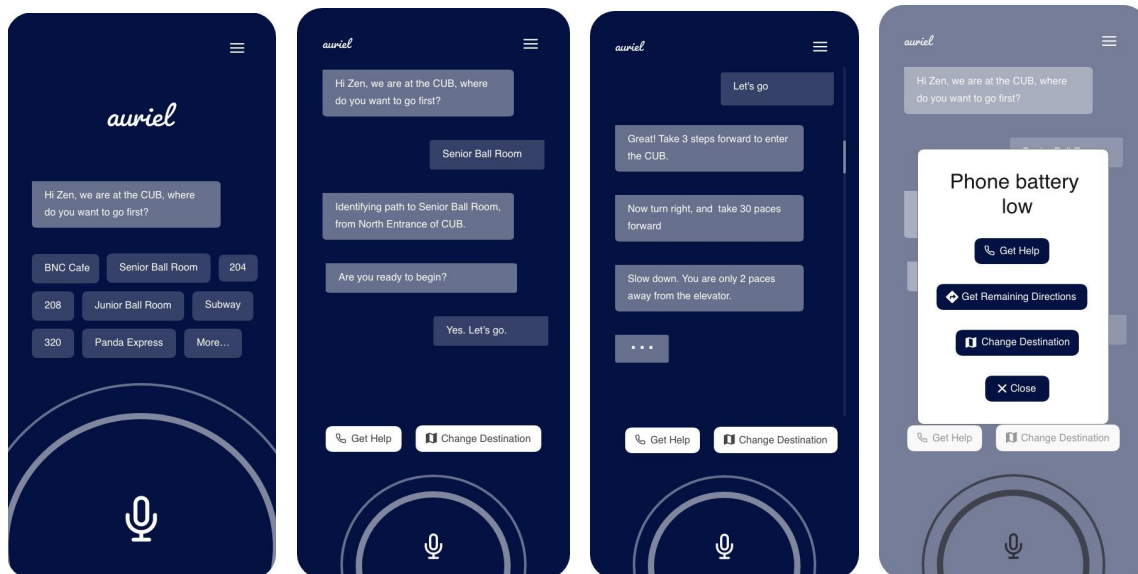 auriel
Hi Zen, we are at the CUB, where
do you want to go first?
BNC Cafe
Senior Ball Room
204
208
Junior Ball Room
Subway
320
Panda Express
More...
auriel
Hi Zen, we are at the CUB, where
do you want to go first?
Senior Ball Room
Identifying path to Senior Ball Room,
from North Entrance of CUB.
Are you ready to begin?
Yes. Let's go.
Get Help
Change Destination
auriel
Let's go
Great! Take 3 steps forward to enter
the CUB.
Now turn right, and take 30 paces
forward
Slow down. You are only 2 paces
away from the elevator.
...
Get Help
Change Destination
auriel
Hi Zen, we are at the CUB, where
do you want to go first?
Phone battery
low
Get Help
Get Remaining Directions
Change Destination
Close
Get Help
Change Destination